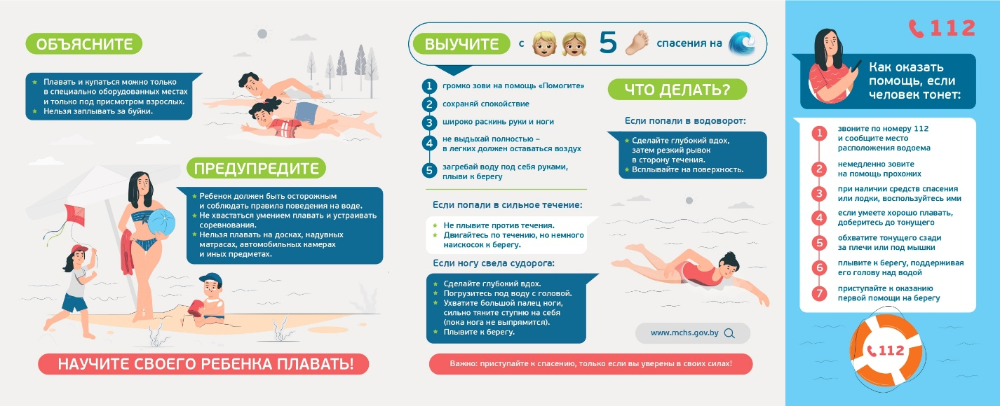 ОБЪЯСНИТЕ
Плавать и купаться можно только
в специально оборудованных местах
и только под присмотром взрослых.
Нельзя заплывать за буйки.
ПРЕДУПРЕДИТЕ
Ребенок должен быть осторожным
и соблюдать правила поведения на воде.
Не хвастаться умением плавать и устраивать
соревнования.
Нельзя плавать на досках, надувных
матрасах, автомобильных камерах
и иных предметах.
НАУЧИТЕ СВОЕГО РЕБЕНКА ПЛАВАТЬ!
ВЫУЧИТЕ с 5 спасения на
1 громко зови на помощь «Помогите»
2 сохраняй спокойствие
3 широко раскинь руки и ноги
4 не выдыхай полностью –
в легких должен оставаться воздух
5 загребай воду под себя руками,
плыви к берегу
Если попали в сильное течение:
Не плывите против течения.
Двигайтесь по течению, но немного
наискосок к берегу.
Если ногу свела судорога:
Сделайте глубокий вдох.
Погрузитесь под воду с головой.
Ухватите большой палец ноги,
сильно тяните ступню на себя
(пока нога не выпрямится).
Плывите к берегу.
ЧТО ДЕЛАТЬ?
Если попали в водоворот:
Сделайте глубокий вдох,
затем резкий рывок
в сторону течения.
Всплывайте на поверхность.
www.mchs.gov.by
Важно: приступайте к спасению, только если вы уверены в своих силах!
112
Как оказать
помощь, если
человек тонет:
1 звоните по номеру 112
и сообщите место
расположения водоема
2 немедленно зовите
на помощь прохожих
3 при наличии средств спасения
или лодки, воспользуйтесь ими
4 если умеете хорошо плавать,
доберитесь до тонущего
5 обхватите тонущего сзади
за плечи или под мышки
6 плывите к берегу, поддерживая
его голову над водой
7 приступайте к оказанию
первой помощи на берегу
112